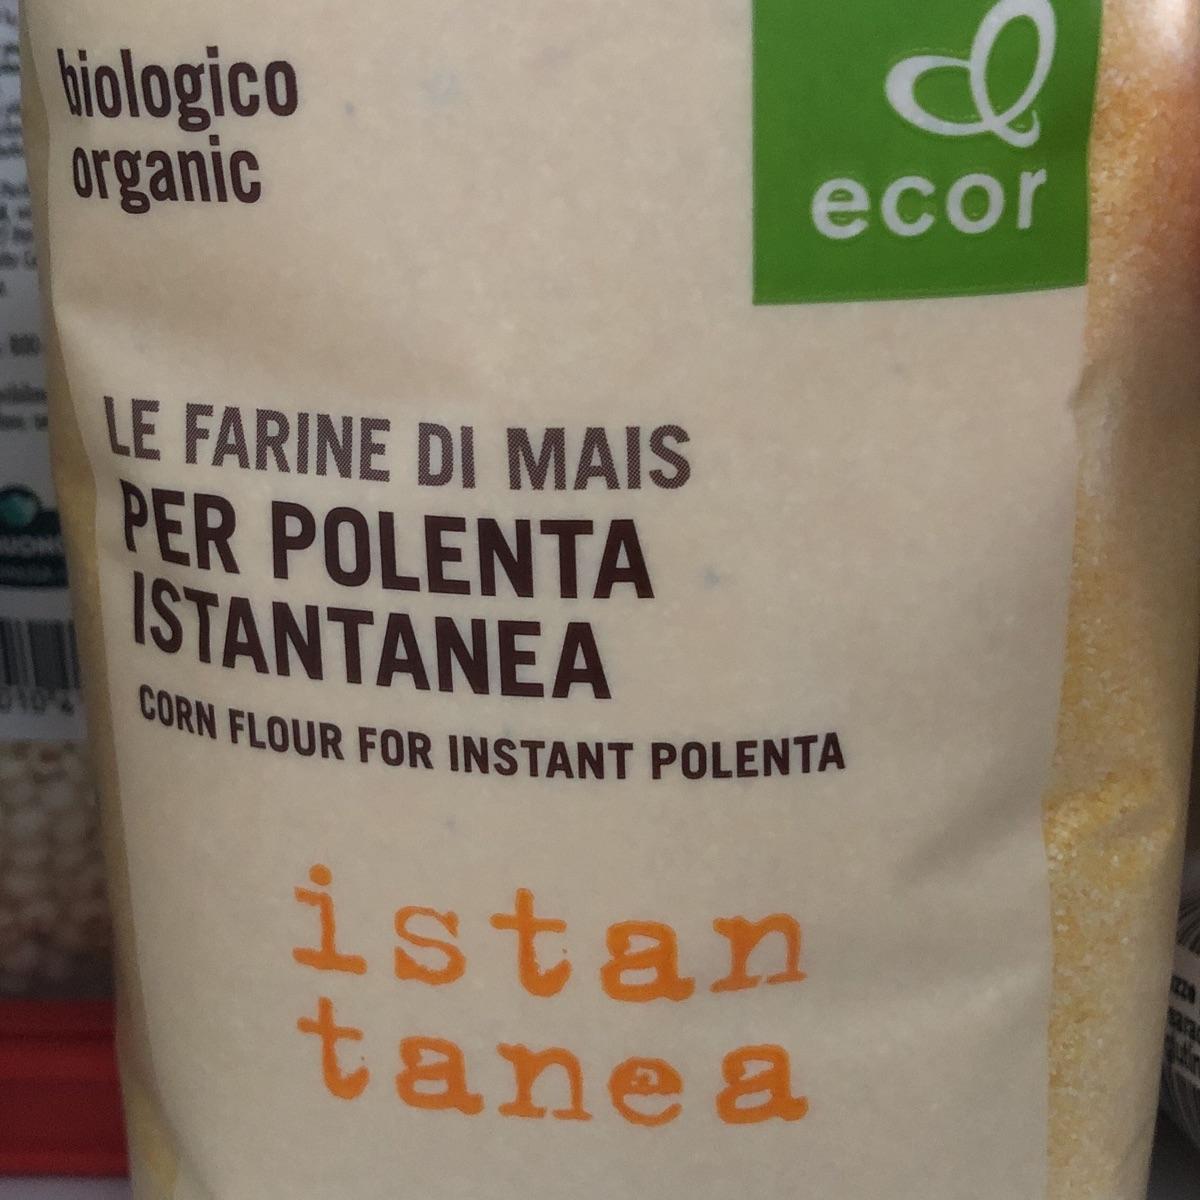 biologico
organic
ecor
LE FARINE DI MAIS
PER POLENTA
ISTANTANEA
CORN FLOUR FOR INSTANT POLENTA
istan
tanea